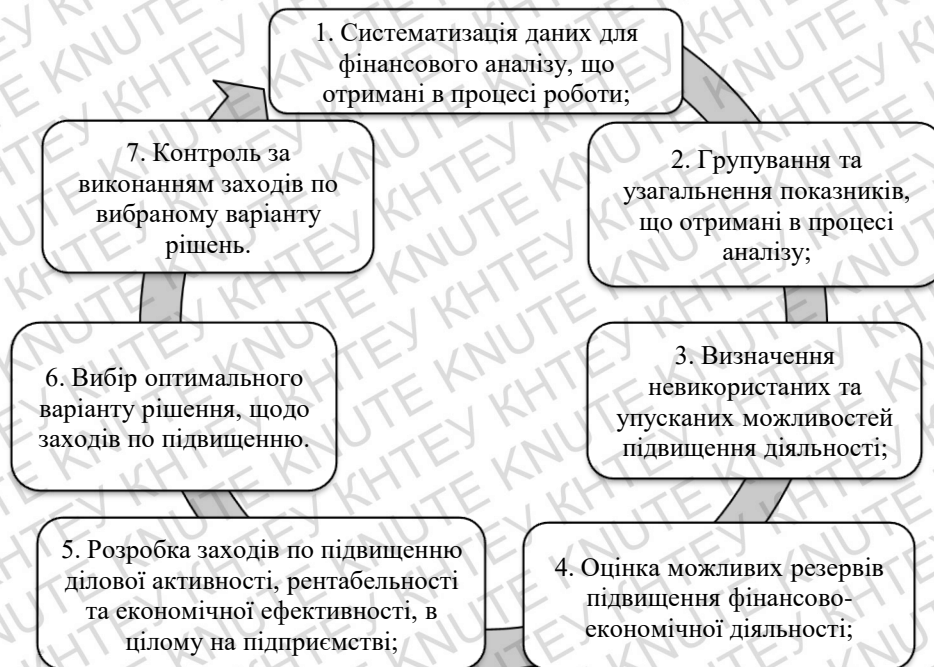 1. Систематизація даних для
фінансового аналізу, що
отримані в процесі роботи;
2. Групування та
узагальнення показників,
що отримані в процесі
аналізу;
3. Визначення
невикористаних та
упусканих можливостей
підвищення діяльності;
4. Оцінка можливих резервів
підвищення фінансово-
економічної діяльності;
5. Розробка заходів по підвищенню
ділової активності, рентабельності
та економічної ефективності, в
цілому на підприємстві;
6. Вибір оптимального
варіанту рішення, щодо
заходів по підвищенню.
7. Контроль за
виконанням заходів по
вибраному варіанту
рішень.